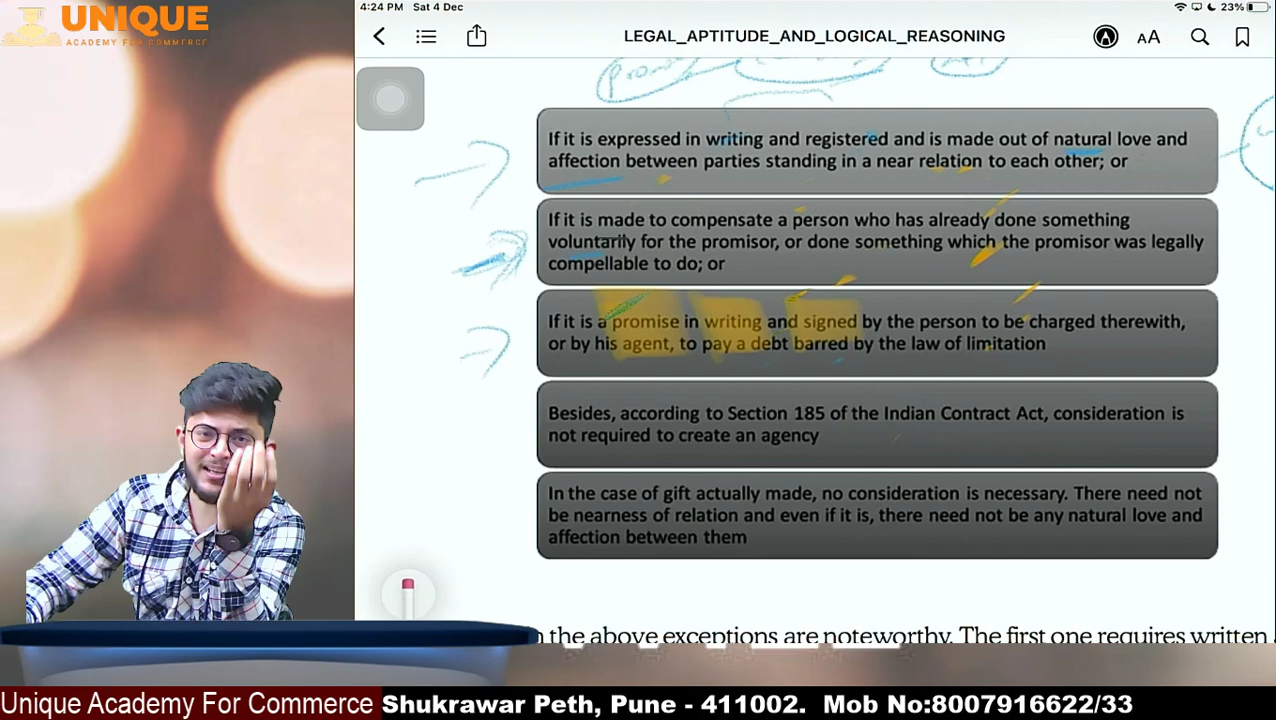 UNIQUE
ACADEMY FOR COMMERCE
4:24 PM Sat 4 Dec
23%
LEGAL_APTITUDE_AND_LOGICAL_REASONING
AA
If it is expressed in writing and registered and is made out of natural love and
affection between parties standing in a near relation to each other; or
If it is made to compensate a person who has already done something
voluntarily for the promisor, or done something which the promisor was legally
compellable to do; or
If it is a promise in writing and signed by the person to be charged therewith,
or by his agent, to pay a debt barred by the law of limitation
Besides, according to Section 185 of the Indian Contract Act, consideration is
not required to create an agency
In the case of gift actually made, no consideration is necessary. There need not
be nearness of relation and even if it is, there need not be any natural love and
affection between them
the above exceptions are noteworthy. The first one requires written
Unique Academy For Commerce Shukrawar Peth, Pune - 411002. Mob No:8007916622/33